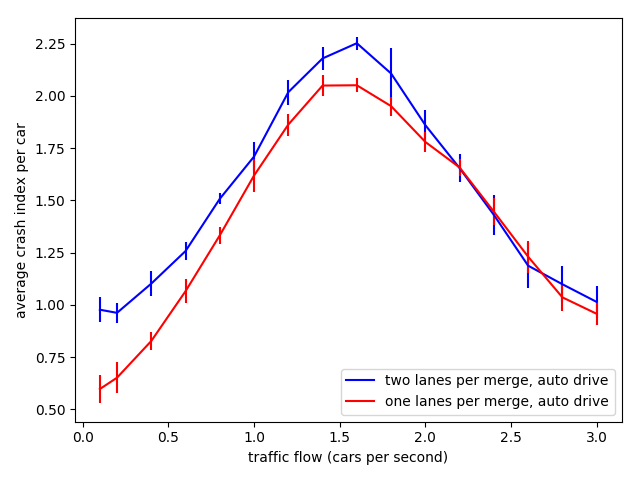 2.25
2.00
1.75
1.50
1.25
1.00
0.75
0.50
average crash index per car
two lanes per merge, auto drive
one lanes per merge, auto drive
0.0 0.5 1.0 1.5 2.0 2.5 3.0
traffic flow (cars per second)